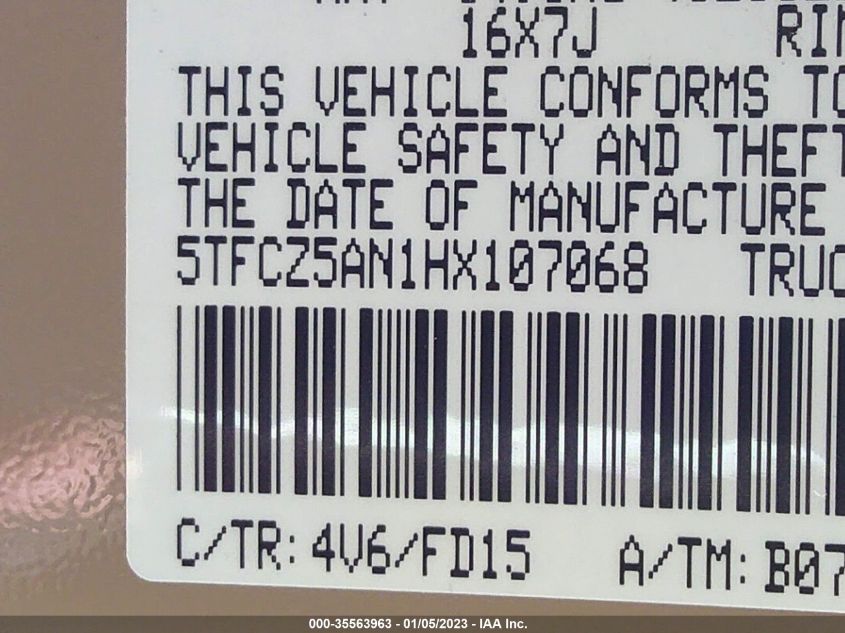 16X7J RIM
THIS VEHICLE CONFORMS TO
VEHICLE SAFETY AND THEFT
THE DATE OF MANUFACTURE
5TFCZ5AN1HX107068 TRUC
C/TR: 4V6/FD15 A/TM: B07
000-35563963 - 01/05/2023 - IAA Inc.